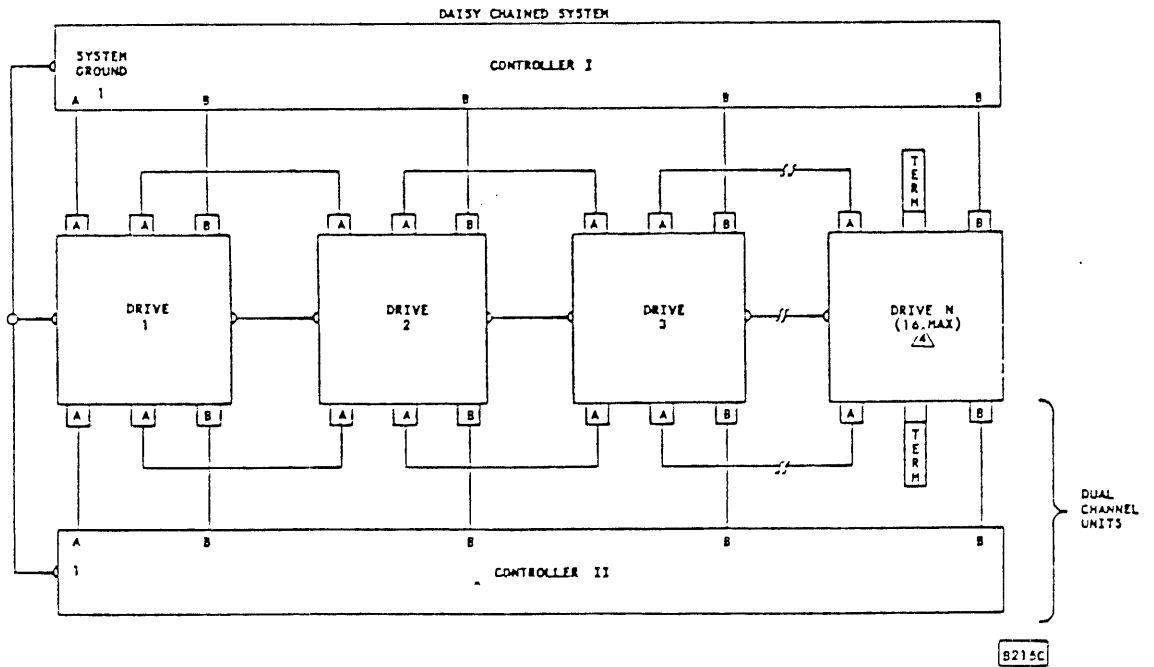 DAISY CHAINED SYSTEM
SYSTEM
GROUND
1
CONTROLLER I
A B B B B
TERM
A A B A A B A A B A B
DRIVE
1
DRIVE
2
DRIVE
3
DRIVE N
(16 MAX)
4
A A B A A B A A B A B
TERM
DUAL
CHANNEL
UNITS
A B B B B
1
CONTROLLER II
8215C